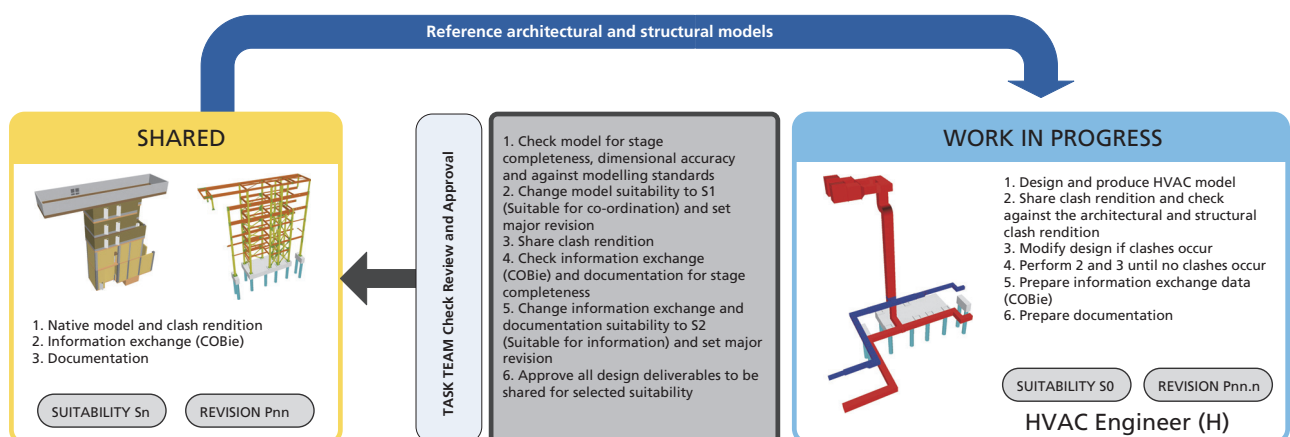 Reference architectural and structural models
SHARED
1. Native model and clash rendition
2. Information exchange (COBie)
3. Documentation
SUITABILITY Sn
REVISION Pnn
TASK TEAM Check Review and Approval
1. Check model for stage
completeness, dimensional accuracy
and against modelling standards
2. Change model suitability to S1
(Suitable for co-ordination) and set
major revision
3. Share clash rendition
4. Check information exchange
(COBie) and documentation for stage
completeness
5. Change information exchange and
documentation suitability to S2
(Suitable for information) and set major
revision
6. Approve all design deliverables to be
shared for selected suitability
WORK IN PROGRESS
1. Design and produce HVAC model
2. Share clash rendition and check
against the architectural and structural
clash rendition
3. Modify design if clashes occur
4. Perform 2 and 3 until no clashes occur
5. Prepare information exchange data
(COBie)
6. Prepare documentation
SUITABILITY S0
REVISION Pnn.n
HVAC Engineer (H)